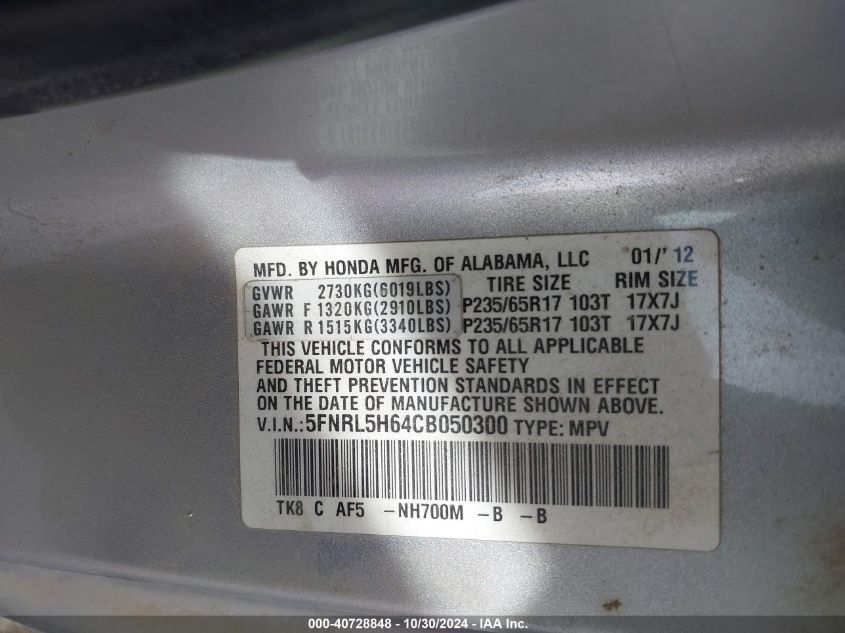 MFD. BY HONDA MFG. OF ALABAMA, LLC 01/' 12
TIRE SIZE RIM SIZE
GVWR 2730KG(6019LBS)
GAWR F 1320KG(2910LBS) P235/65R17 103T 17X7J
GAWR R 1515KG(3340LBS) P235/65R17 103T 17X7J
THIS VEHICLE CONFORMS TO ALL APPLICABLE
FEDERAL MOTOR VEHICLE SAFETY
AND THEFT PREVENTION STANDARDS IN EFFECT
ON THE DATE OF MANUFACTURE SHOWN ABOVE.
V.I.N.:5FNRL5H64CB050300 TYPE: MPV
TK8 C AF5 -NH700M -B -B
000-40728848 - 10/30/2024 - IAA Inc.